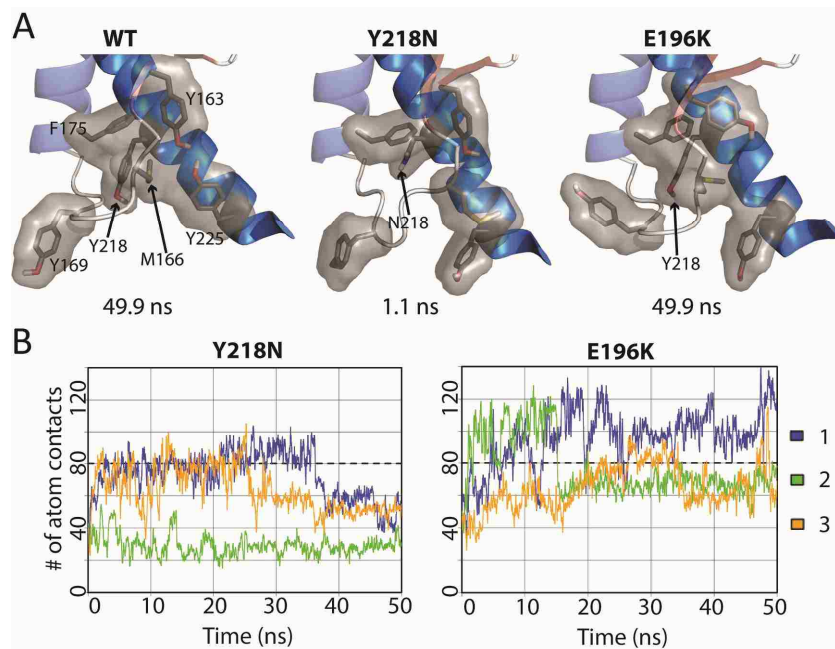 A
WT
Y218N
E196K
F175
Y163
Y218
Y169
M166
Y225
N218
Y218
49.9 ns
1.1 ns
49.9 ns
B
Y218N
E196K
# of atom contacts
0 40 80 120
0 40 80 120
0 10 20 30 40 50
0 10 20 30 40 50
Time (ns)
Time (ns)
1
2
3